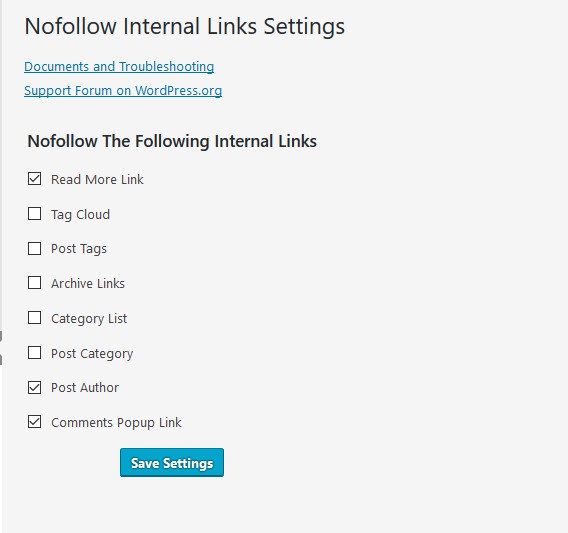 Nofollow Internal Links Settings
Documents and Troubleshooting
Support Forum on WordPress.org
Nofollow The Following Internal Links
Read More Link
Tag Cloud
Post Tags
Archive Links
Category List
Post Category
Post Author
Comments Popup Link
Save Settings